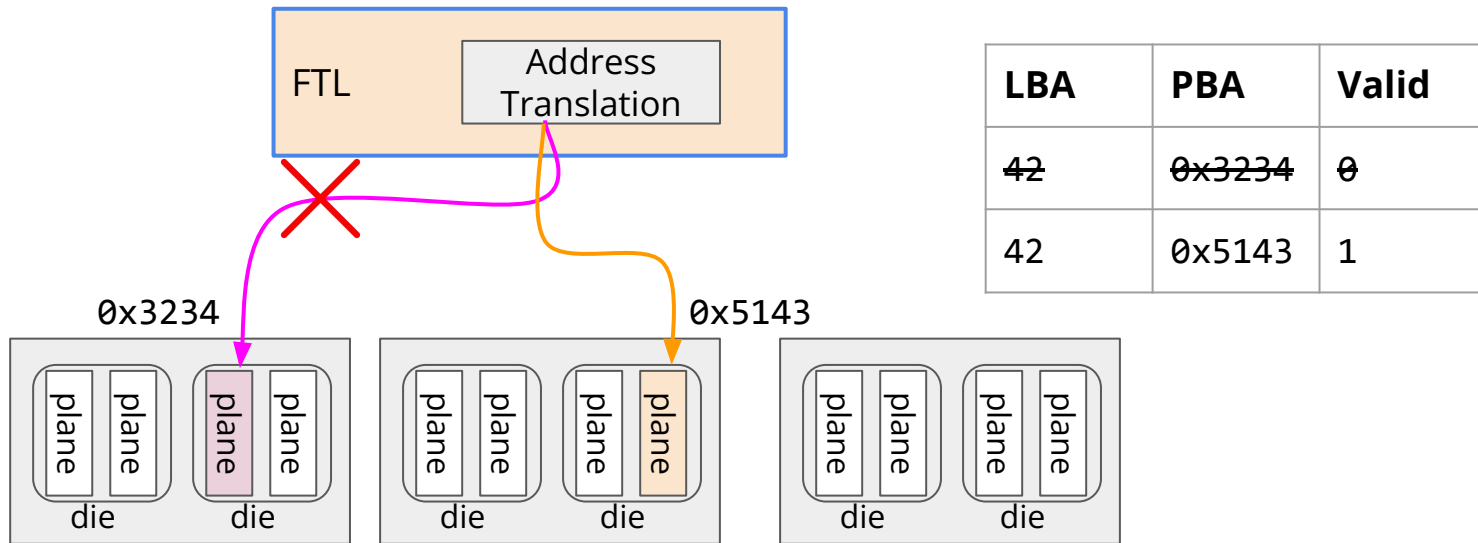 FTL
Address
Translation
LBA PBA Valid
42 0x3234 0
42 0x5143 1
0x3234
0x5143
plane plane plane plane plane plane plane plane plane plane plane plane
die die die die die die